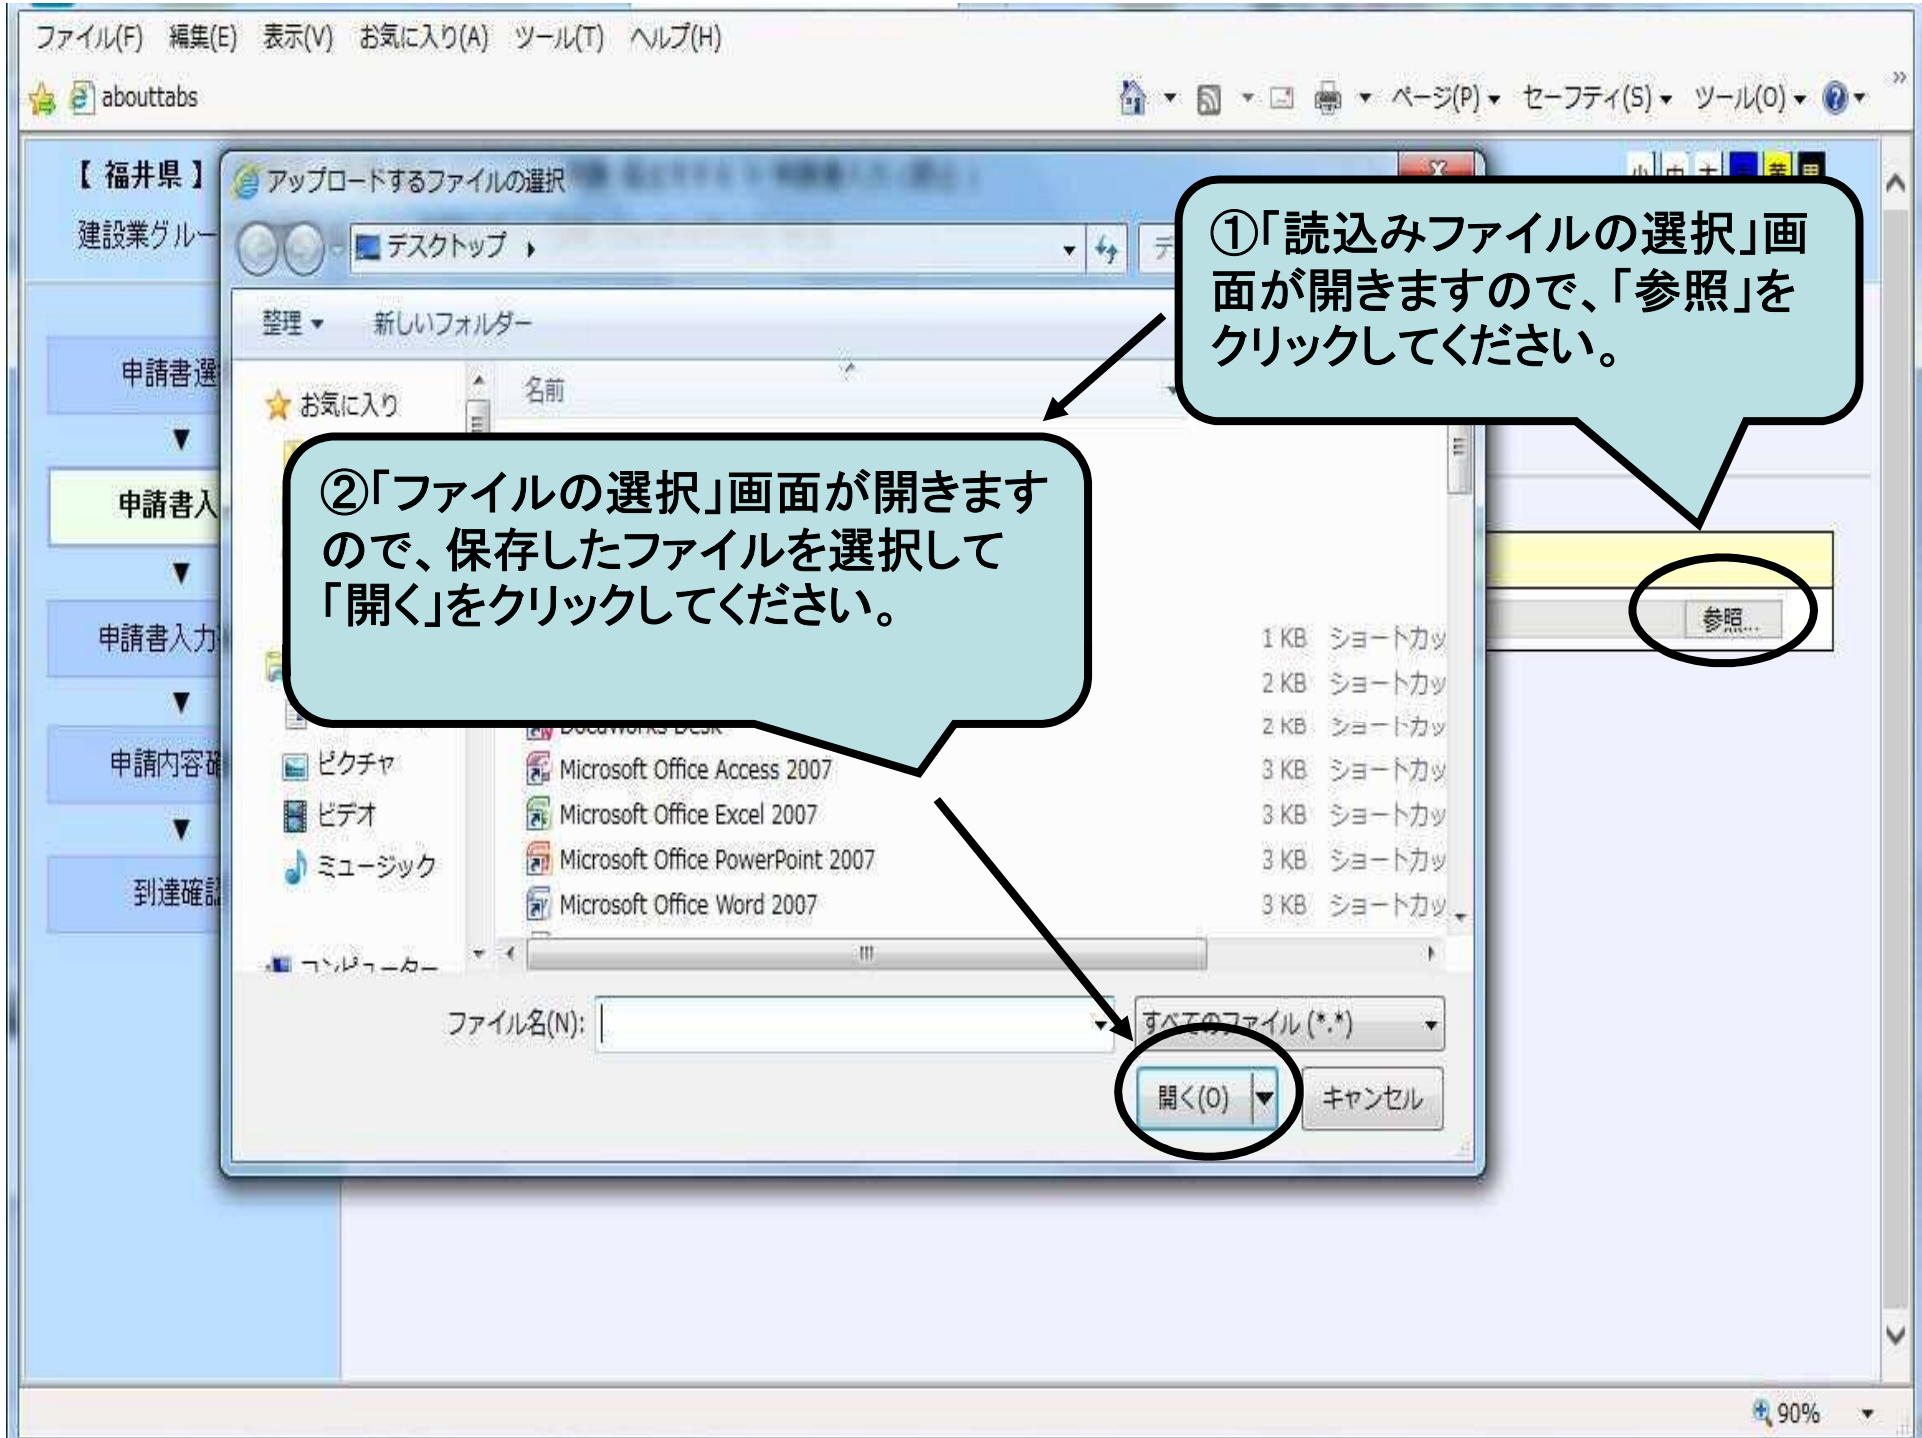 ファイル(F) 編集(E) 表示(V) お気に入り(A) ツール(T) ヘルプ(H)
abouttabs
ページ(P) セーフティ(S) ツール(O)
【 福井県 】
アップロードするファイルの選択
建設業グルー
デスクトップ
①「読込みファイルの選択」画
面が開きますので、「参照」を
クリックしてください。
整理 新しいフォルダー
申請書選
お気に入り
名前
②「ファイルの選択」画面が開きます
ので、保存したファイルを選択して
「開く」をクリックしてください。
申請書入
参照...
申請書入力
1 KB ショートカッ
2 KB ショートカッ
DocuWorks Desk 2 KB ショートカッ
申請内容確
ピクチャ
Microsoft Office Access 2007 3 KB ショートカッ
ビデオ
Microsoft Office Excel 2007 3 KB ショートカッ
ミュージック
Microsoft Office PowerPoint 2007 3 KB ショートカッ
到達確認
Microsoft Office Word 2007 3 KB ショートカッ
コンピューター
ファイル名(N):
すべてのファイル (*.*)
開く(O) キャンセル
90%